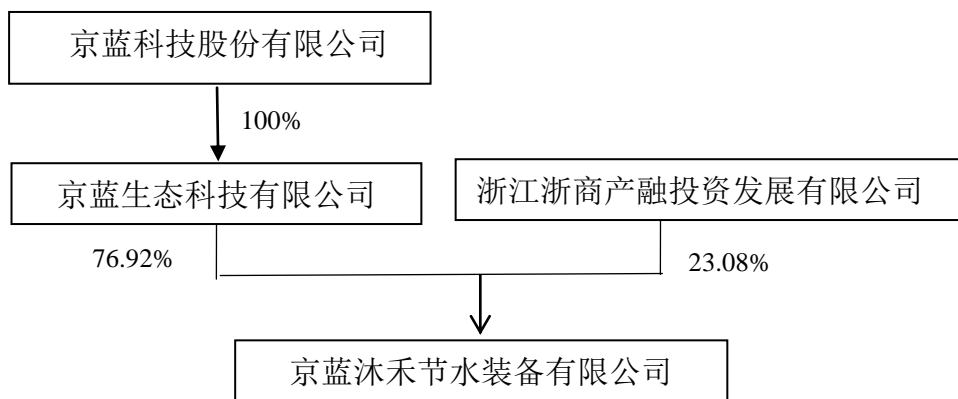 京蓝科技股份有限公司
100%
京蓝生态科技有限公司
浙江浙商产融投资发展有限公司
76.92%
23.08%
京蓝沐禾节水装备有限公司